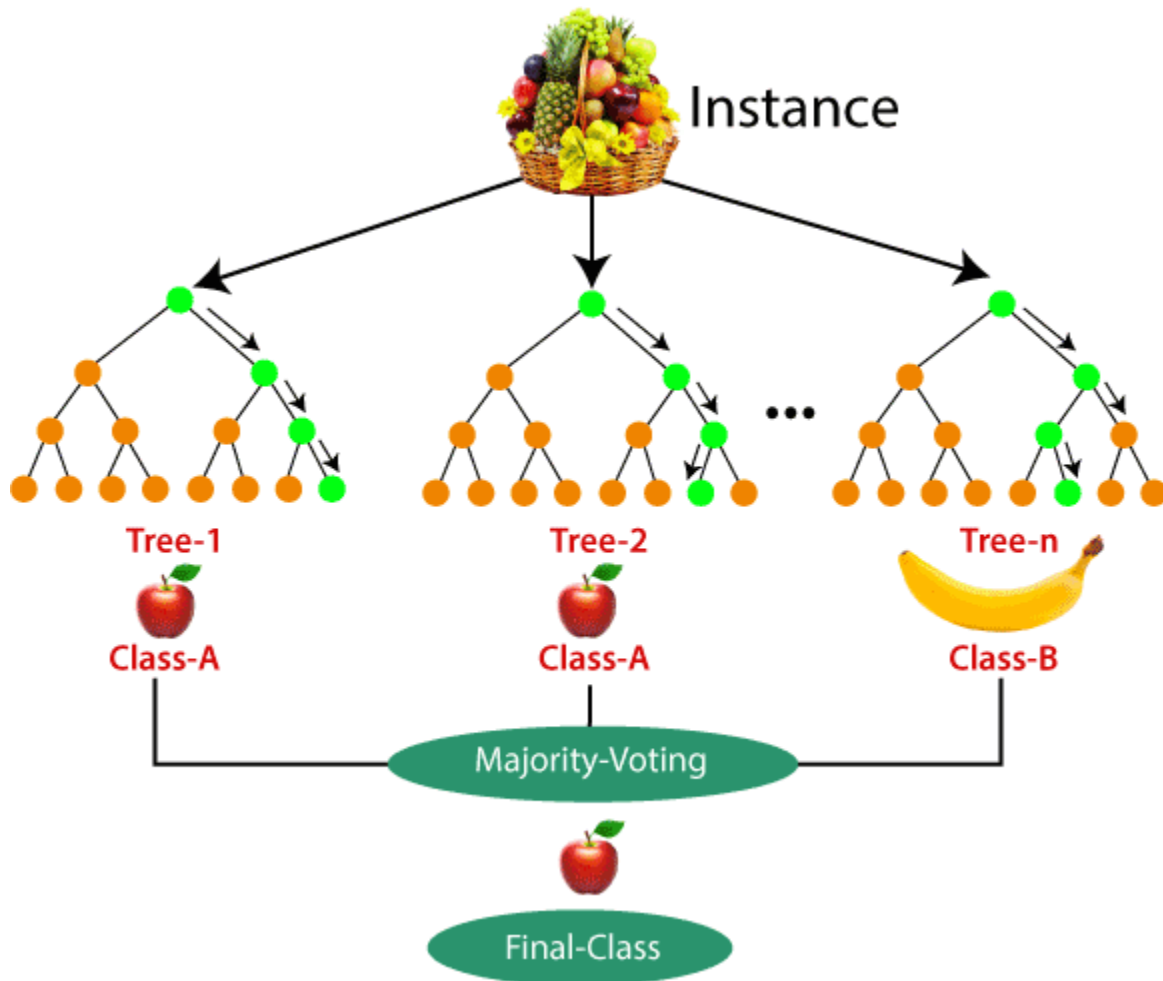 Instance
Tree-1
Tree-2
Tree-n
Class-A
Class-A
Class-B
Majority-Voting
Final-Class